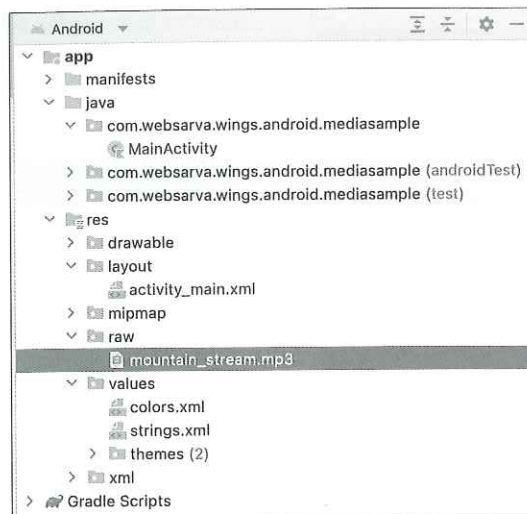 Android
app
manifests
java
com.websarva.wings.android.mediasample
MainActivity
com.websarva.wings.android.mediasample (androidTest)
com.websarva.wings.android.mediasample (test)
res
drawable
layout
activity_main.xml
mipmap
raw
mountain_stream.mp3
values
colors.xml
strings.xml
themes (2)
xml
Gradle Scripts